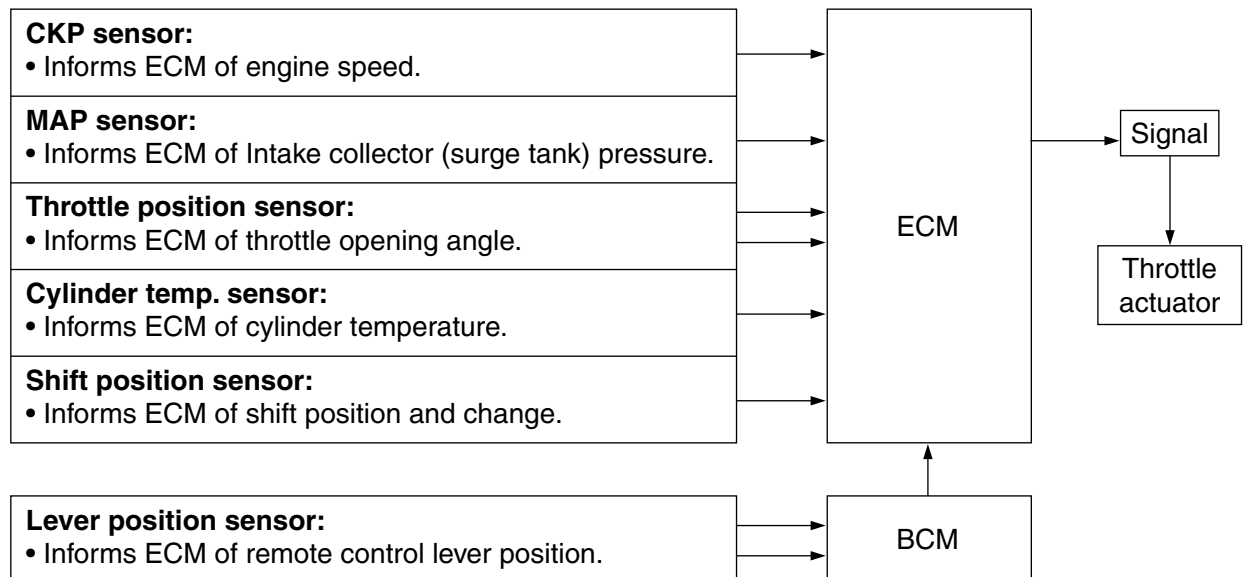 CKP sensor:
• Informs ECM of engine speed.
MAP sensor:
• Informs ECM of Intake collector (surge tank) pressure.
Throttle position sensor:
• Informs ECM of throttle opening angle.
Cylinder temp. sensor:
• Informs ECM of cylinder temperature.
Shift position sensor:
• Informs ECM of shift position and change.
Lever position sensor:
• Informs ECM of remote control lever position.
ECM
BCM
Signal
Throttle
actuator